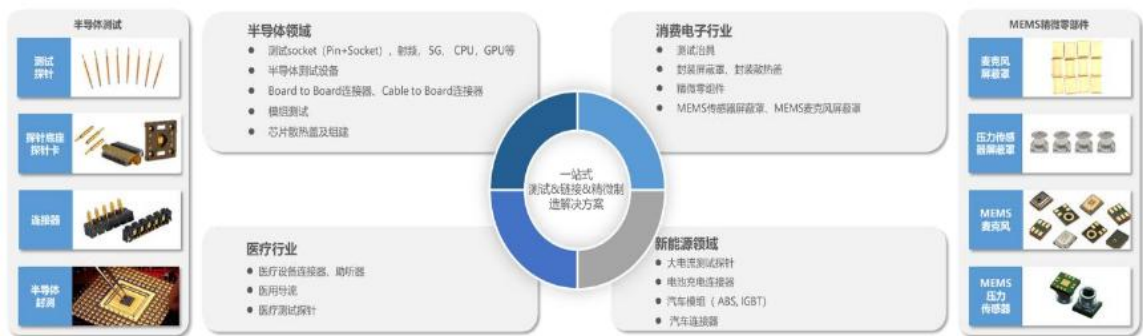 半导体测试
测试
探针
探针底座
探针卡
连接器
半导体
封测
半导体领域
测试socket（Pin+Socket）, 射频, 5G, CPU, GPU等
半导体测试设备
Board to Board连接器、Cable to Board连接器
模组测试
芯片散热盖及组建
消费电子行业
测试治具
封装屏蔽罩、封装散热盖
精微零组件
MEMS传感器屏蔽罩、MEMS麦克风屏蔽罩
一站式
测试&链接&精微制
造解决方案
医疗行业
医疗设备连接器、助听器
医用导流
医疗测试探针
新能源领域
大电流测试探针
电池充电连接器
汽车模组（ABS, IGBT)
汽车连接器
MEMS精微零部件
麦克风
屏蔽罩
压力传感
器屏蔽罩
MEMS
麦克风
MEMS
压力
传感器